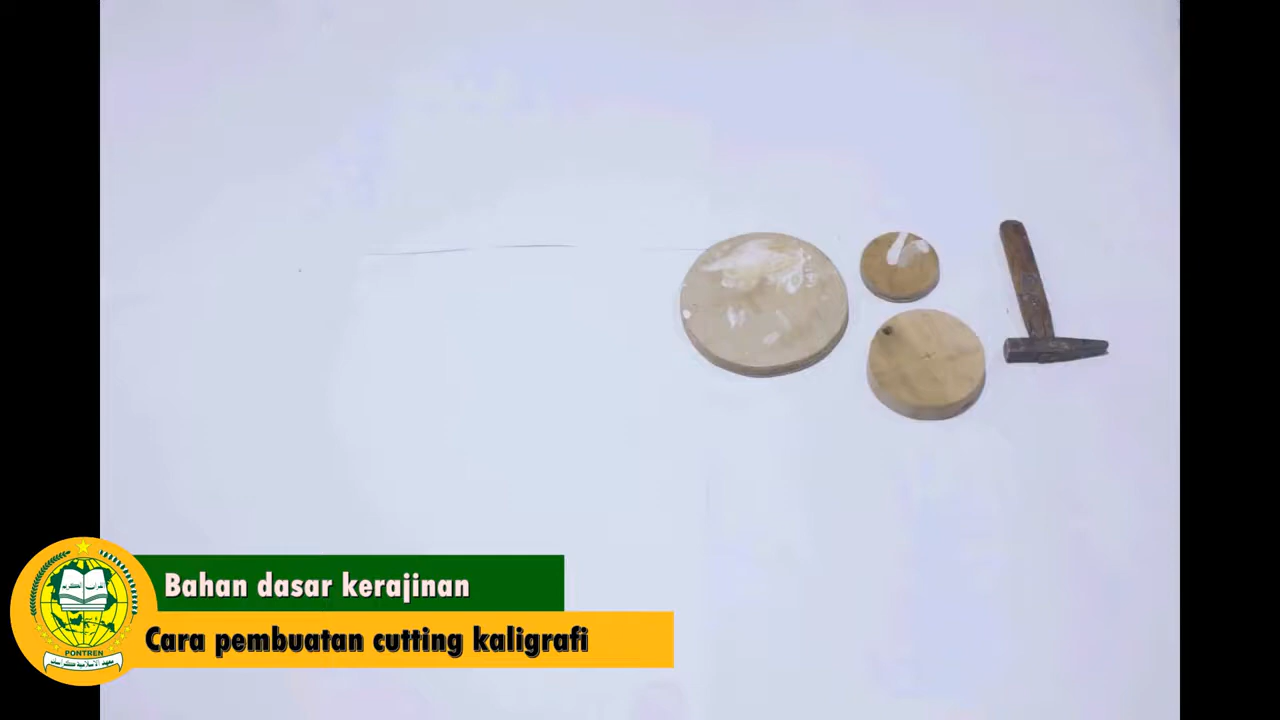 Bahan dasar kerajinan
Cara pembuatan cutting kaligrafi
PONTREN